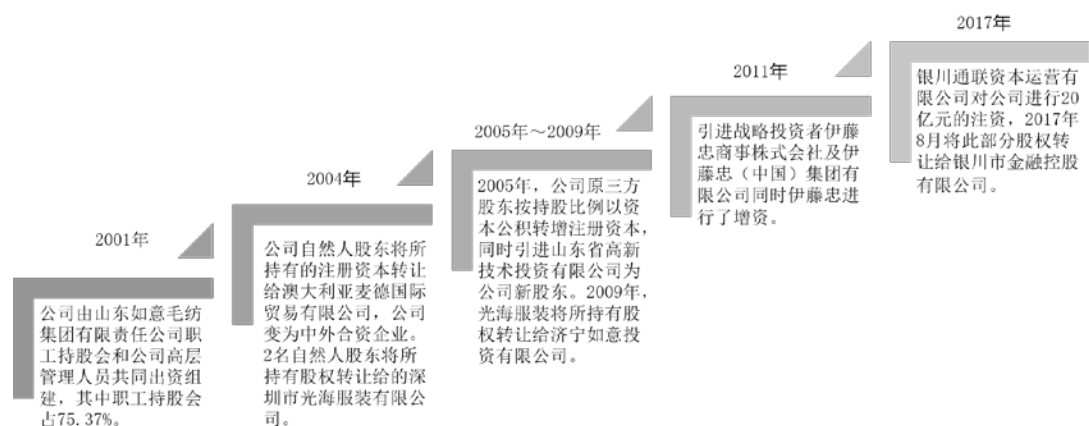 2001年
公司由山东如意毛纺
集团有限责任公司职
工持股会和公司高层
管理人员共同出资组
建，其中职工持股会
占75.37%。
2004年
公司自然人股东将所
持有的注册资本转让
给澳大利亚麦德国际
贸易有限公司，公司
变为中外合资企业。
2名自然人股东将所
持有股权转让给的深
圳市光海服装有限公
司。
2005年～2009年
2005年，公司原三方
股东按持股比例以资
本公积转增注册资本，
同时引进山东省高新
技术投资有限公司为
公司新股东。2009年，
光海服装将所持有股
权转让给济宁如意投
资有限公司。
2011年
引进战略投资者伊藤
忠商事株式会社及伊
藤忠（中国）集团有
限公司同时伊藤忠进
行了增资。
2017年
银川通联资本运营有
限公司对公司进行20
亿元的注资，2017年
8月将此部分股权转
让给银川市金融控股
有限公司。